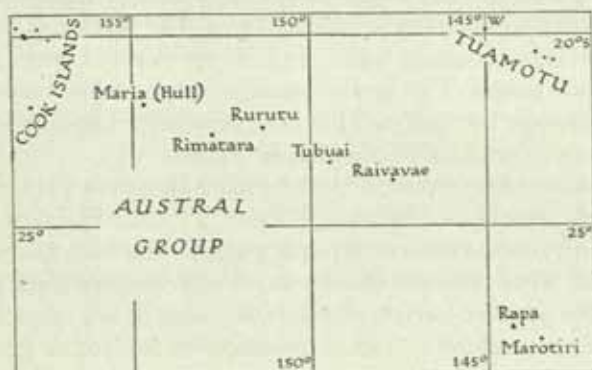 155°
150°
145° W
20°S
TUAMOTU
COOK ISLANDS
Maria (Hull)
Rurutu
Rimatara
Tubuai
Raivavae
AUSTRAL
GROUP
25°
25°
Rapa
Marotiri
150°
145°